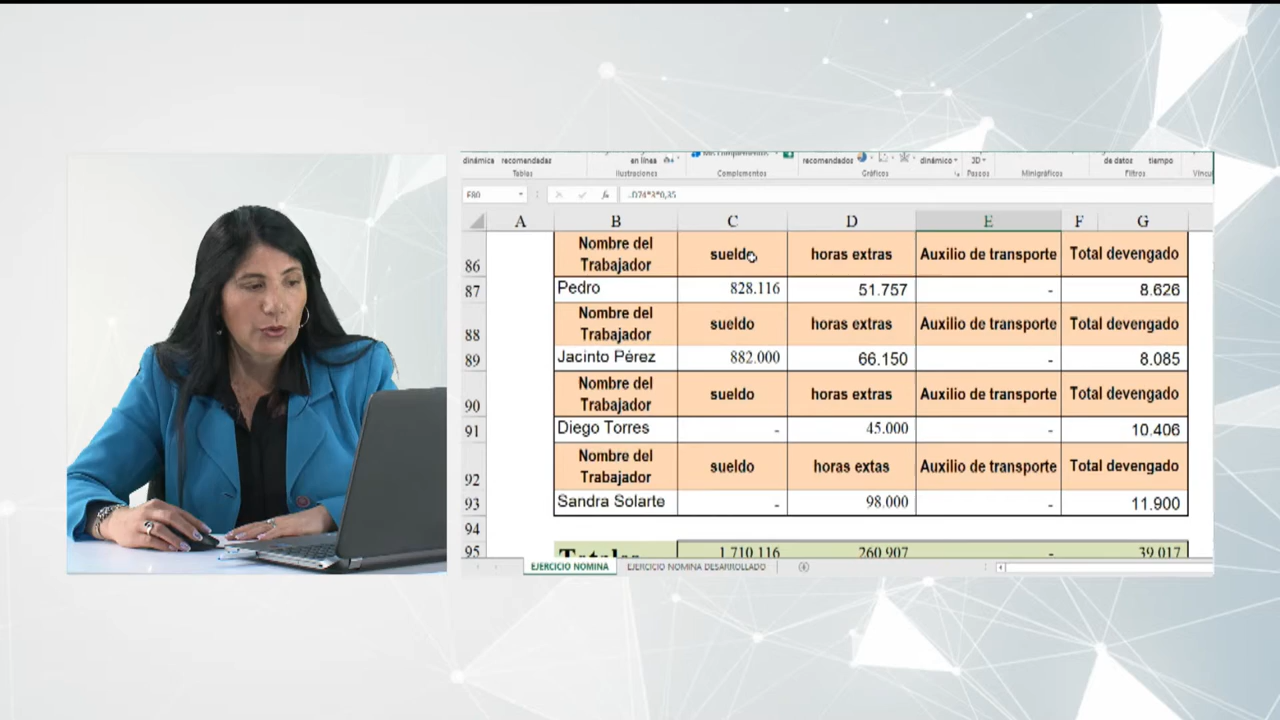 dinámica recomendadas en línea recomendados dinámico 3D de datos tiempo
Tablas Ilustraciones Complementos Gráficos Paseos Minigráficos Filtros
fx
A B C D E F G
86 Nombre del Trabajador sueldo horas extras Auxilio de transporte Total devengado
87 Pedro 828.116 51.757 - 8.626
88 Nombre del Trabajador sueldo horas extras Auxilio de transporte Total devengado
89 Jacinto Pérez 882.000 66.150 - 8.085
90 Nombre del Trabajador sueldo horas extras Auxilio de transporte Total devengado
91 Diego Torres - 45.000 - 10.406
92 Nombre del Trabajador sueldo horas extas Auxilio de transporte Total devengado
93 Sandra Solarte - 98.000 - 11.900
94
95 1.710.116 260.907 - 39.017
EJERCICIO NOMINA EJERCICIO NOMINA DESARROLLADO